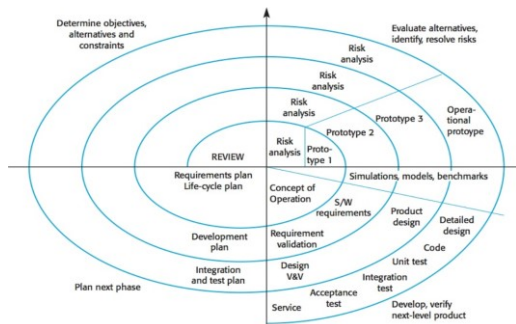 Determine objectives,
alternatives and
constraints
Evaluate alternatives,
identify, resolve risks
Risk
analysis
Risk
analysis
Risk
analysis
Risk
analysis
Proto-
type 1
Prototype 2
Prototype 3
Operational
protoype
REVIEW
Requirements plan
Life-cycle plan
Concept of
Operation
Simulations, models, benchmarks
S/W
requirements
Product
design
Detailed
design
Development
plan
Requirement
validation
Code
Unit test
Integration
and test plan
Design
V&V
Integration
test
Acceptance
test
Service
Plan next phase
Develop, verify
next-level product